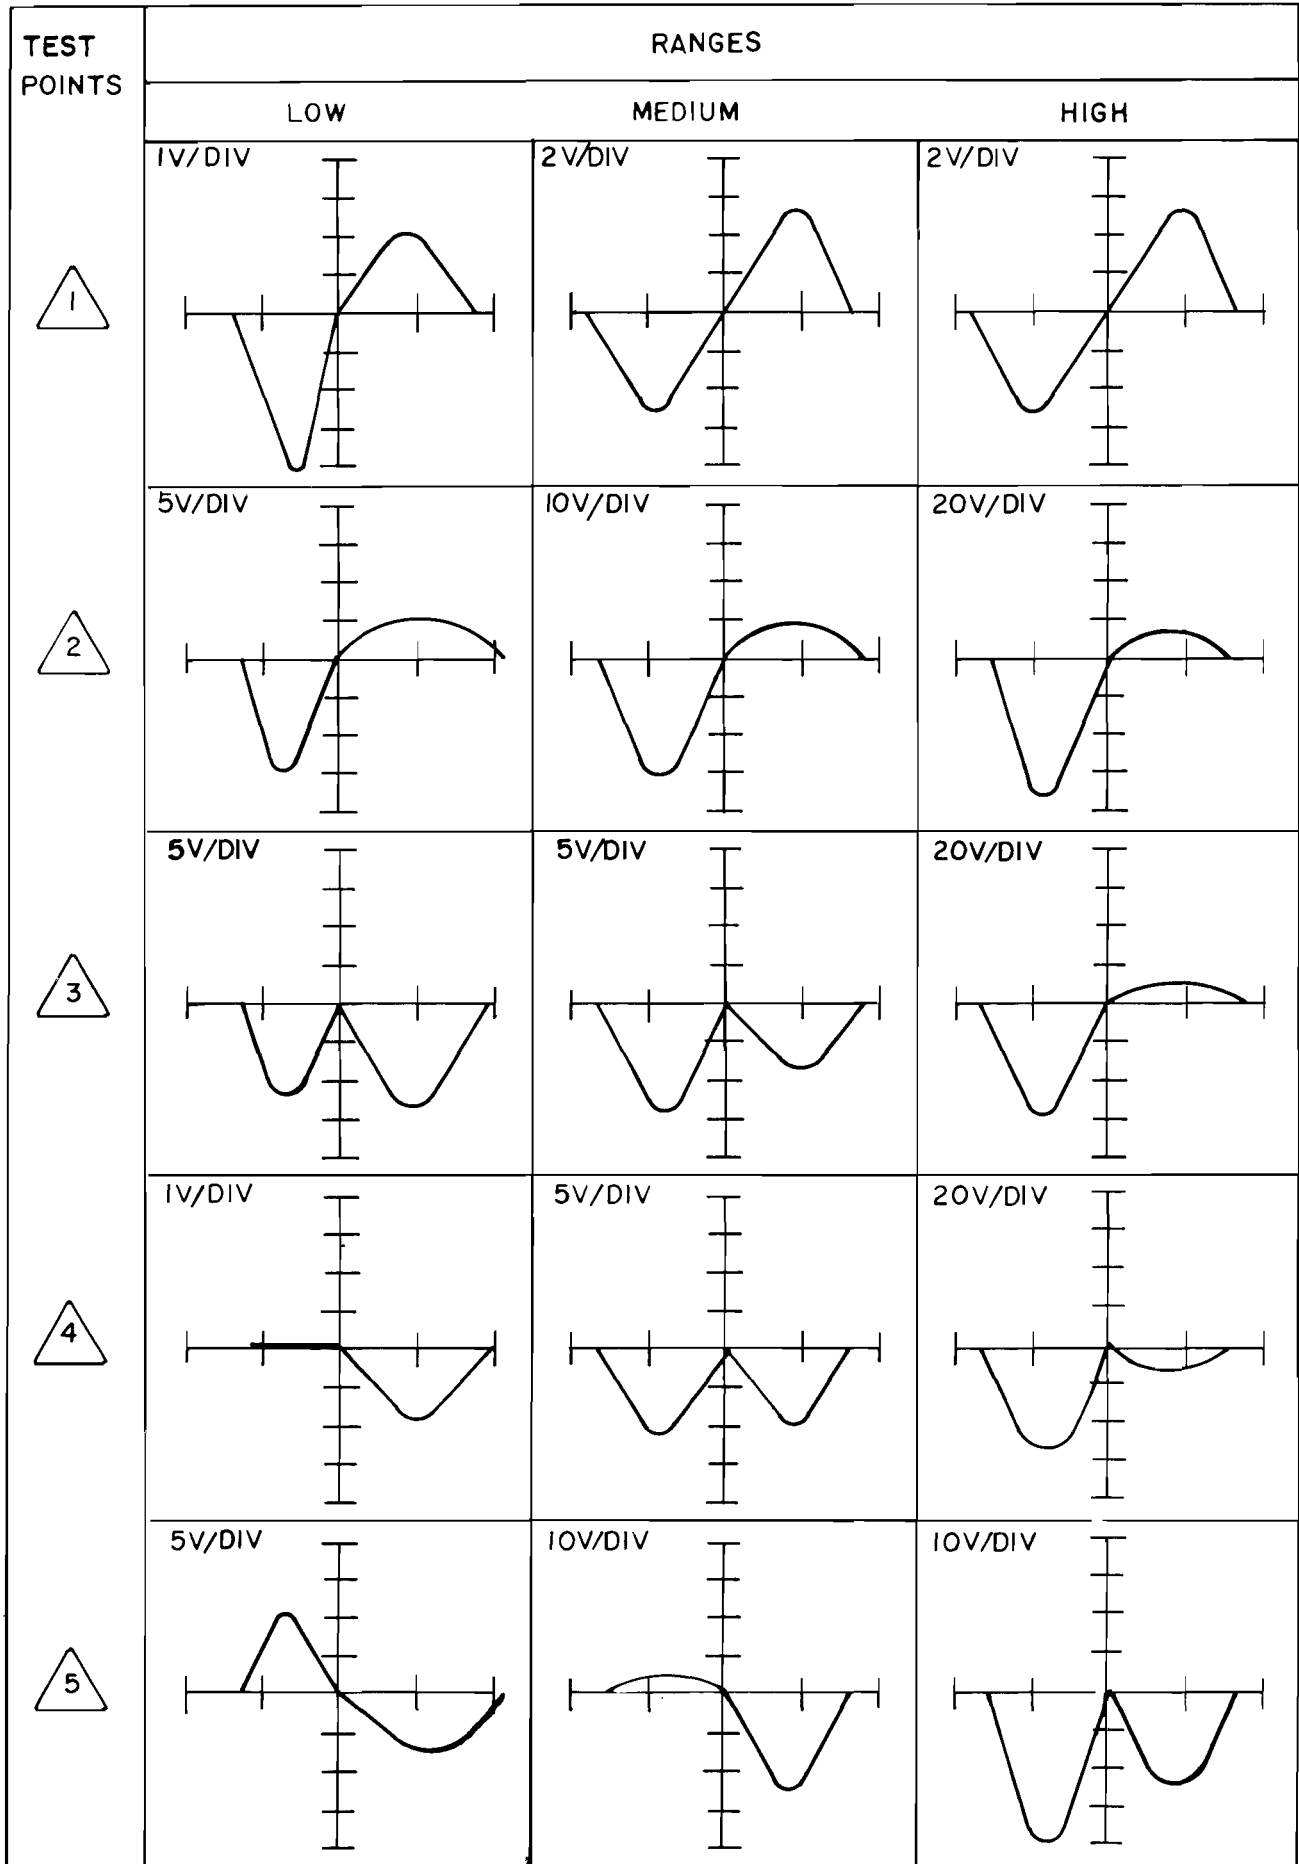 TEST
POINTS
RANGES
LOW MEDIUM HIGH
1V/DIV 2V/DIV 2V/DIV
1
5V/DIV 10V/DIV 20V/DIV
2
5V/DIV 5V/DIV 20V/DIV
3
1V/DIV 5V/DIV 20V/DIV
4
5V/DIV 10V/DIV 10V/DIV
5